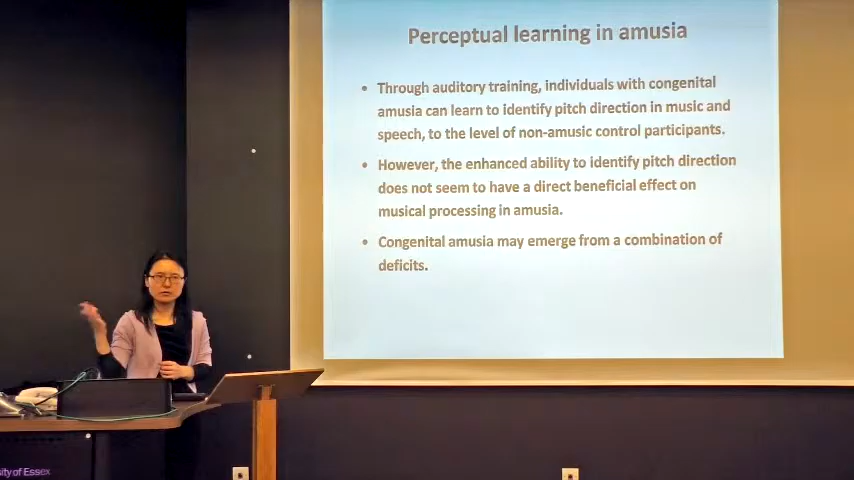 Perceptual learning in amusia
• Through auditory training, individuals with congenital
amusia can learn to identify pitch direction in music and
speech, to the level of non-amusic control participants.
• However, the enhanced ability to identify pitch direction
does not seem to have a direct beneficial effect on
musical processing in amusia.
• Congenital amusia may emerge from a combination of
deficits.
sity of Essex